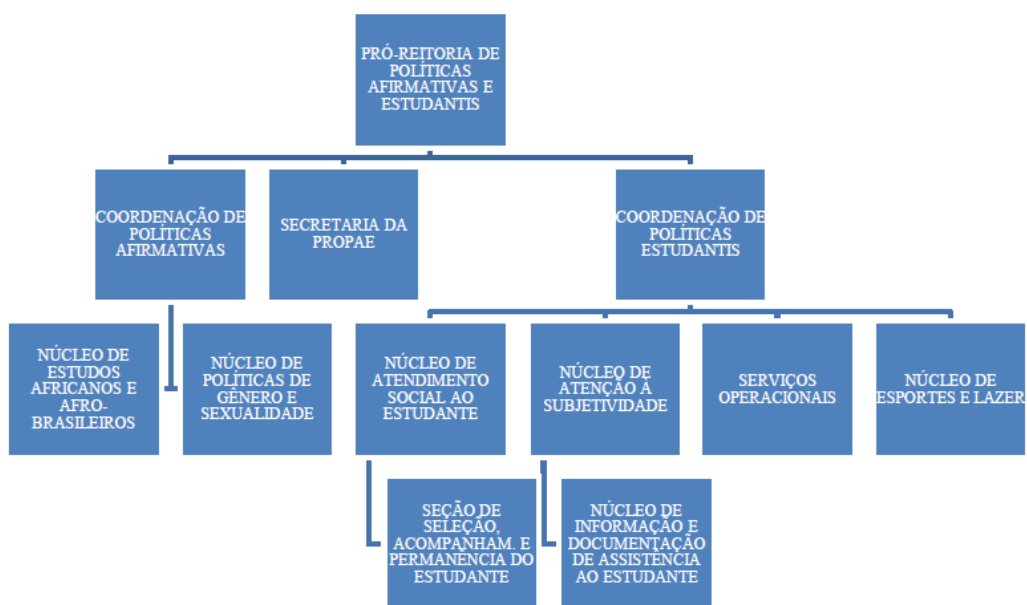 PRÓ-REITORIA DE
POLÍTICAS
AFIRMATIVAS E
ESTUDANTIS
COORDENAÇÃO DE
POLÍTICAS
AFIRMATIVAS
SECRETARIA DA
PROPAE
COORDENAÇÃO DE
POLÍTICAS
ESTUDANTIS
NÚCLEO DE
ESTUDOS
AFRICANOS E
AFRO-
BRASILEIROS
NÚCLEO DE
POLÍTICAS DE
GÊNERO E
SEXUALIDADE
NÚCLEO DE
ATENDIMENTO
SOCIAL AO
ESTUDANTE
NÚCLEO DE
ATENÇÃO À
SUBJETIVIDADE
SERVIÇOS
OPERACIONAIS
NÚCLEO DE
ESPORTES E LAZER
SEÇÃO DE
SELEÇÃO,
ACOMPANHAM. E
PERMANÊNCIA DO
ESTUDANTE
NÚCLEO DE
INFORMAÇÃO E
DOCUMENTAÇÃO
DE ASSISTÊNCIA
AO ESTUDANTE